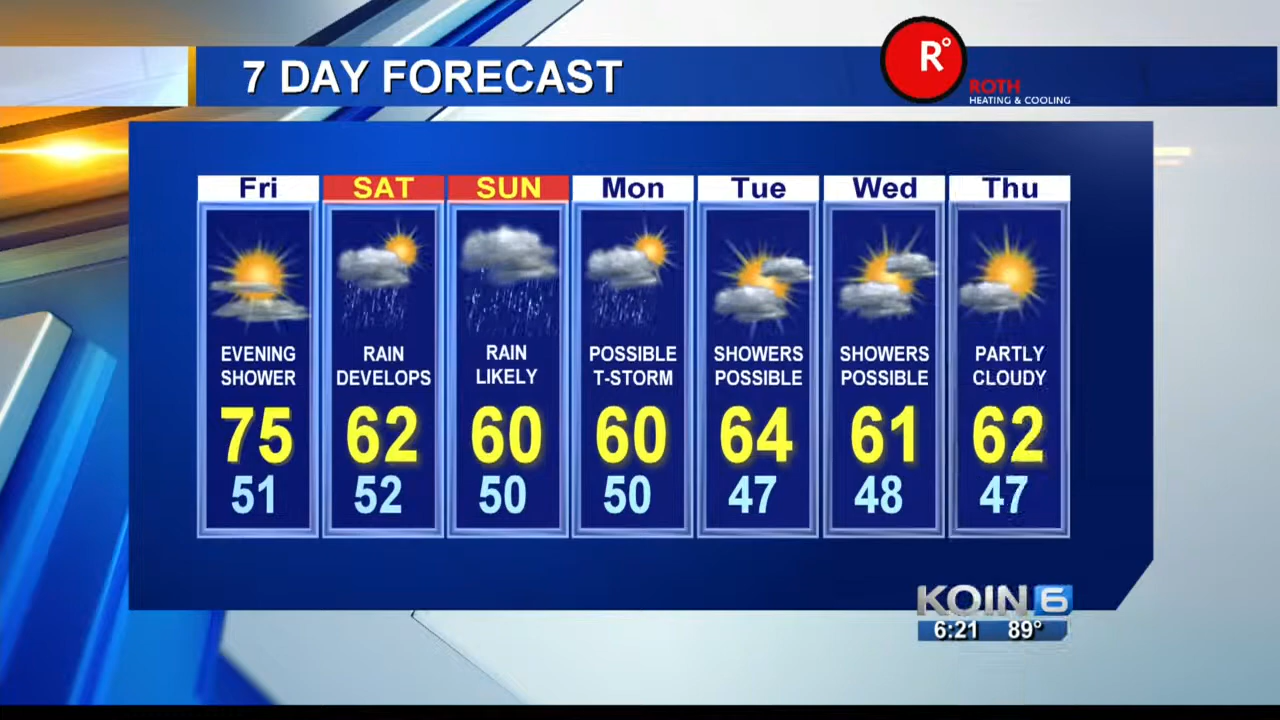 7 DAY FORECAST
R°
ROTH
HEATING & COOLING
Fri SAT SUN Mon Tue Wed Thu
EVENING RAIN RAIN POSSIBLE SHOWERS SHOWERS PARTLY
SHOWER DEVELOPS LIKELY T-STORM POSSIBLE POSSIBLE CLOUDY
75 62 60 60 64 61 62
51 52 50 50 47 48 47
KOIN 6
6:21 89°